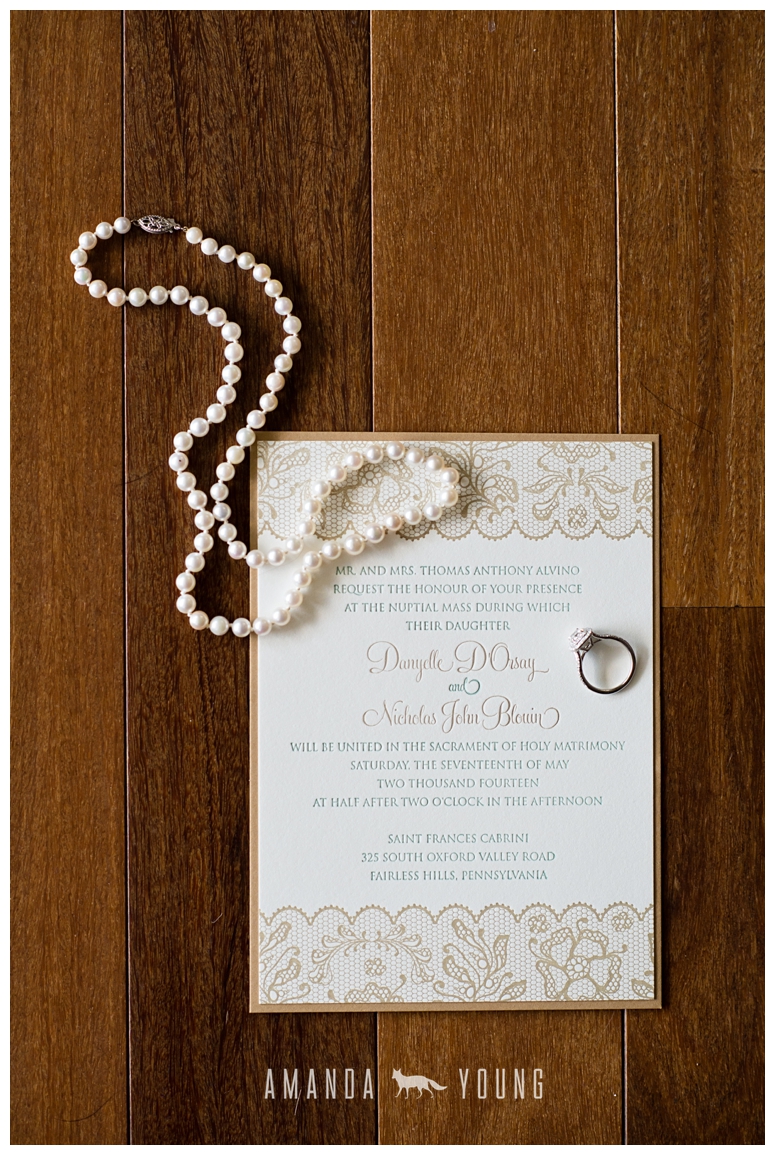 MR. AND MRS. THOMAS ANTHONY ALVINO
REQUEST THE HONOUR OF YOUR PRESENCE
AT THE NUPTIAL MASS DURING WHICH
THEIR DAUGHTER
Danyelle D'Orsay
and
Nicholas John Blouin
WILL BE UNITED IN THE SACRAMENT OF HOLY MATRIMONY
SATURDAY, THE SEVENTEENTH OF MAY
TWO THOUSAND FOURTEEN
AT HALF AFTER TWO O'CLOCK IN THE AFTERNOON
SAINT FRANCES CABRINI
325 SOUTH OXFORD VALLEY ROAD
FAIRLESS HILLS, PENNSYLVANIA
AMANDA YOUNG